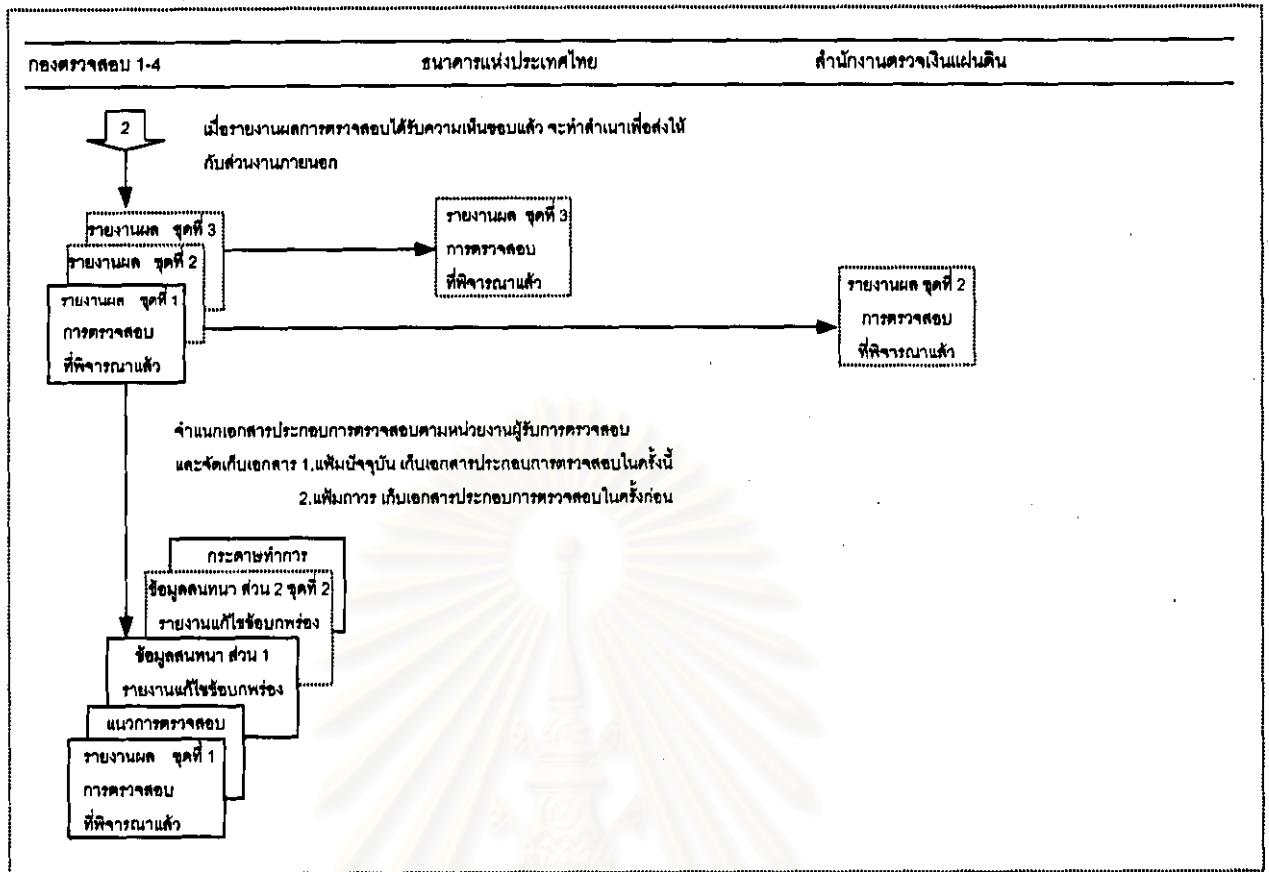 กองตรวจสอบ 1-4 ธนาคารแห่งประเทศไทย สำนักงานตรวจเงินแผ่นดิน
2
เมื่อรายงานผลการตรวจสอบได้รับความเห็นชอบแล้ว จะทำสำเนาเพื่อส่งให้
กับส่วนงานภายนอก
รายงานผล ชุดที่ 3
รายงานผล ชุดที่ 2
รายงานผล ชุดที่ 1
การตรวจสอบ
ที่พิจารณาแล้ว
รายงานผล ชุดที่ 3
การตรวจสอบ
ที่พิจารณาแล้ว
รายงานผล ชุดที่ 2
การตรวจสอบ
ที่พิจารณาแล้ว
จำแนกเอกสารประกอบการตรวจสอบตามหน่วยงานผู้รับการตรวจสอบ
และจัดเก็บเอกสาร 1.แฟ้มปัจจุบัน เก็บเอกสารประกอบการตรวจสอบในครั้งนี้
2.แฟ้มถาวร เก็บเอกสารประกอบการตรวจสอบในครั้งก่อน
กระดาษทำการ
ข้อมูลสนทนา ส่วน 2 ชุดที่ 2
รายงานแก้ไขข้อบกพร่อง
ข้อมูลสนทนา ส่วน 1
รายงานแก้ไขข้อบกพร่อง
แนวการตรวจสอบ
รายงานผล ชุดที่ 1
การตรวจสอบ
ที่พิจารณาแล้ว